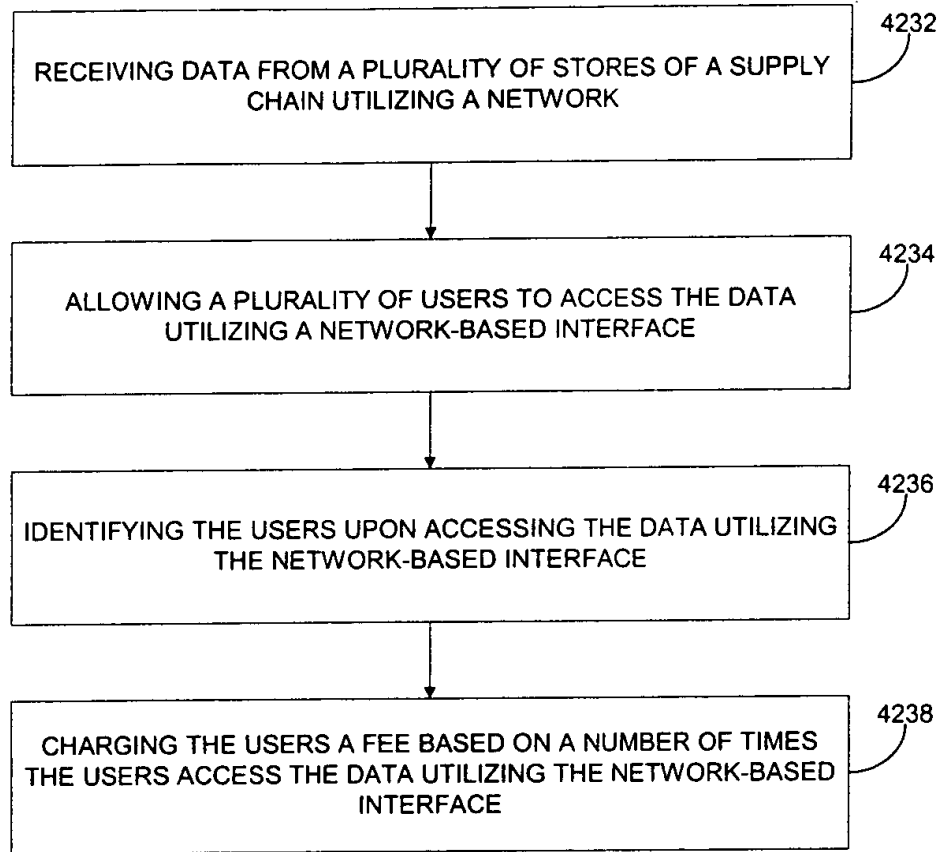 4232
RECEIVING DATA FROM A PLURALITY OF STORES OF A SUPPLY
CHAIN UTILIZING A NETWORK
4234
ALLOWING A PLURALITY OF USERS TO ACCESS THE DATA
UTILIZING A NETWORK-BASED INTERFACE
4236
IDENTIFYING THE USERS UPON ACCESSING THE DATA UTILIZING
THE NETWORK-BASED INTERFACE
4238
CHARGING THE USERS A FEE BASED ON A NUMBER OF TIMES
THE USERS ACCESS THE DATA UTILIZING THE NETWORK-BASED
INTERFACE